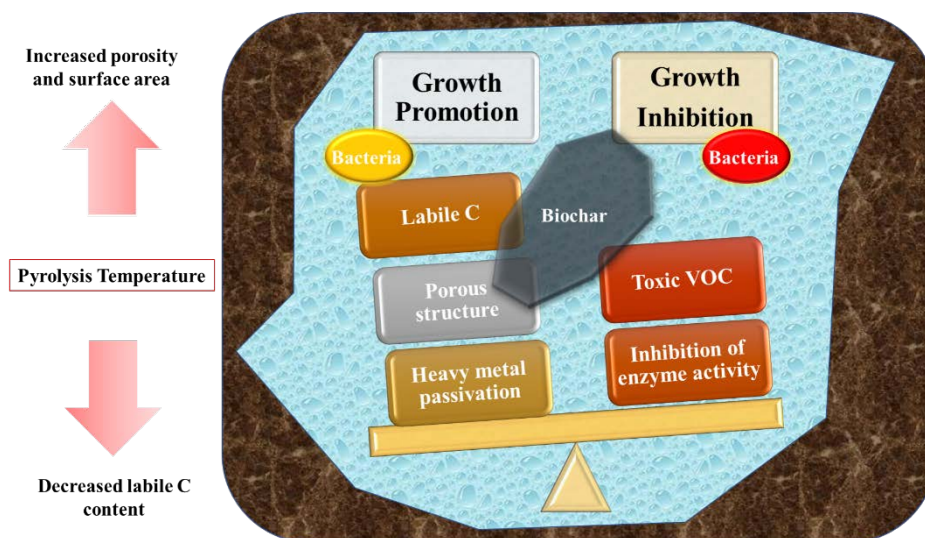 Increased porosity
and surface area
Pyrolysis Temperature
Decreased labile C
content
Growth
Promotion
Growth
Inhibition
Bacteria
Bacteria
Labile C
Biochar
Porous
structure
Toxic VOC
Heavy metal
passivation
Inhibition of
enzyme activity